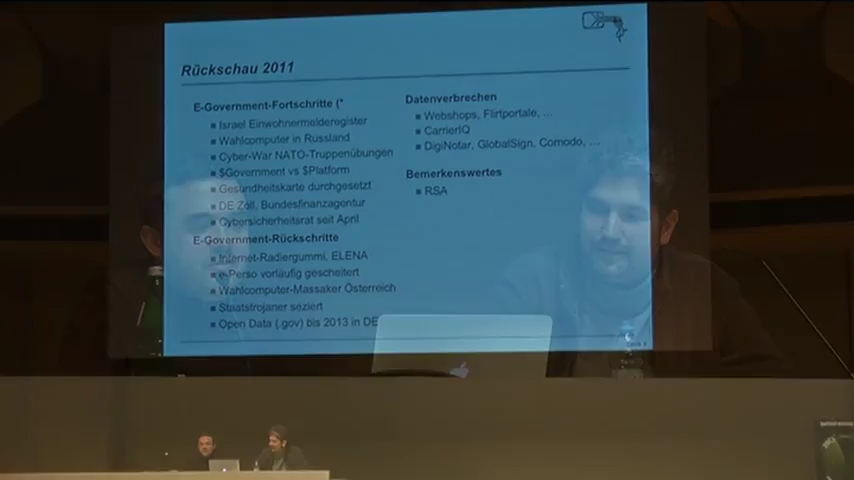 Rückschau 2011
E-Government-Fortschritte (*
Israel Einwohnermelderegister
Wahlcomputer in Russland
Cyber-War NATO-Truppenübungen
$Government vs $Platform
Gesundheitskarte durchgesetzt
DE Zoll, Bundesfinanzagentur
Cybersicherheitsrat seit April
E-Government-Rückschritte
Internet-Radiergummi, ELENA
e-Perso vorläufig gescheitert
Wahlcomputer-Massaker Österreich
Staatstrojaner seziert
Open Data (.gov) bis 2013 in DE
Datenverbrechen
Webshops, Flirtportale, ...
CarrierIQ
DigiNotar, GlobalSign, Comodo, ...
Bemerkenswertes
RSA